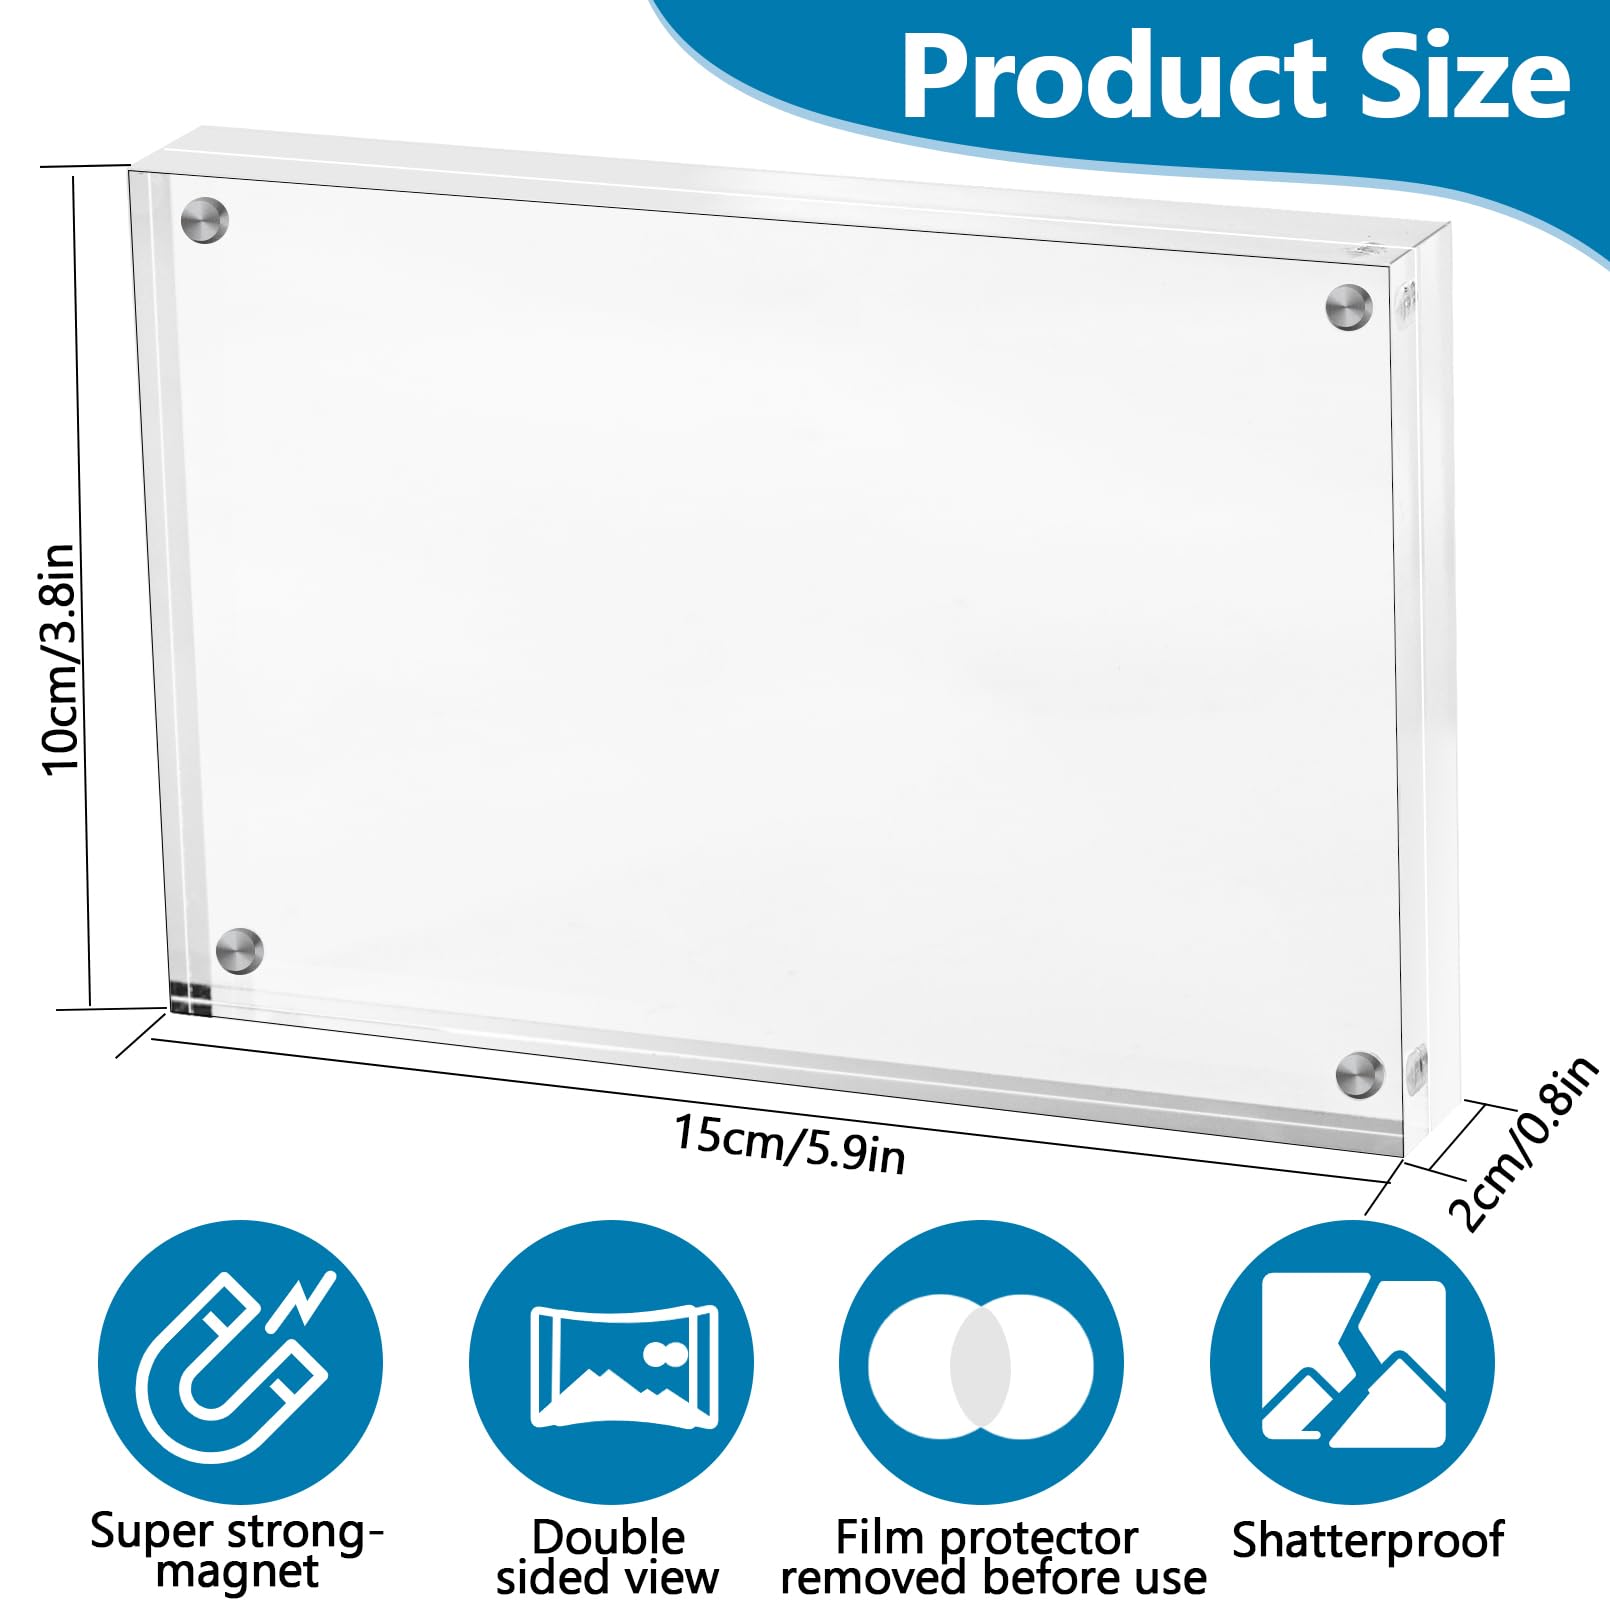 Product Size
10cm/3.8in
15cm/5.9in
2cm/0.8in
Super strong-
magnet
Double
sided view
Film protector
removed before use
Shatterproof